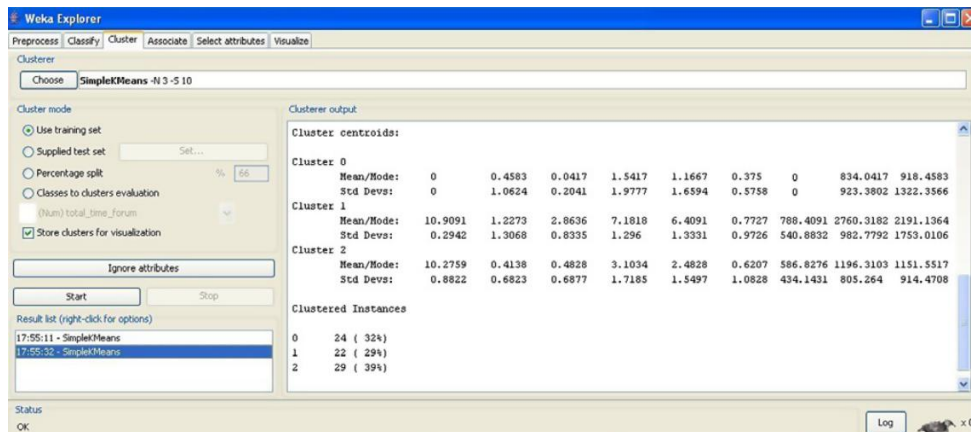 Weka Explorer
Preprocess Classify Cluster Associate Select attributes Visualize
Clusterer
Choose SimpleKMeans -N 3 -S 10
Cluster mode
Use training set
Supplied test set Set...
Percentage split % 66
Classes to clusters evaluation
(Num) total_time_forum
Store clusters for visualization
Ignore attributes
Start Stop
Result list (right-click for options)
17:55:11 - SimpleKMeans
17:55:32 - SimpleKMeans
Clusterer output
Cluster centroids:
Cluster 0
Mean/Mode: 0 0.4583 0.0417 1.5417 1.1667 0.375 0 834.0417 918.4583
Std Devs: 0 1.0624 0.2041 1.9777 1.6594 0.5758 0 923.3802 1322.3566
Cluster 1
Mean/Mode: 10.9091 1.2273 2.8636 7.1818 6.4091 0.7727 788.4091 2760.3182 2191.1364
Std Devs: 0.2942 1.3068 0.8335 1.296 1.3331 0.9726 540.8832 982.7792 1753.0106
Cluster 2
Mean/Mode: 10.2759 0.4138 0.4828 3.1034 2.4828 0.6207 586.8276 1196.3103 1151.5517
Std Devs: 0.8822 0.6823 0.6877 1.7185 1.5497 1.0828 434.1431 805.264 914.4708
Clustered Instances
0 24 ( 32%)
1 22 ( 29%)
2 29 ( 39%)
Status
OK
Log
x 0